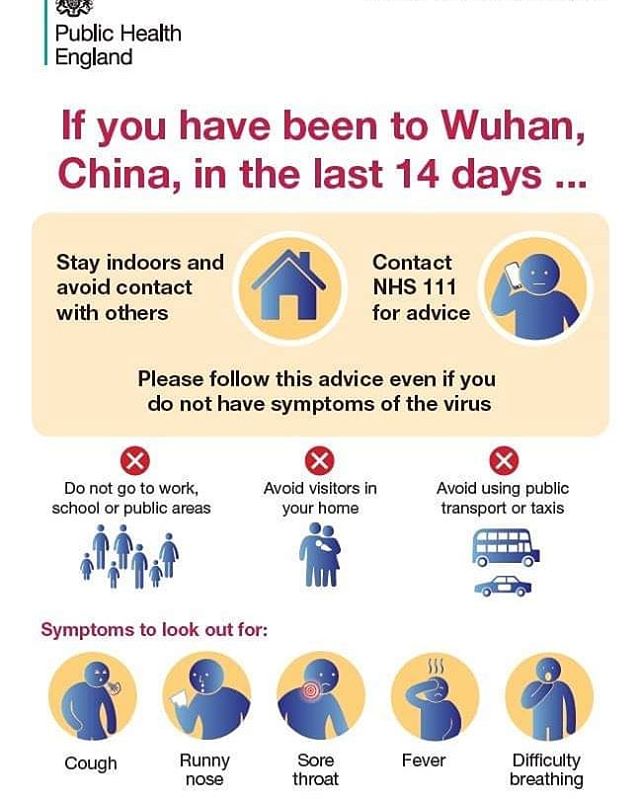 Public Health
England
If you have been to Wuhan,
China, in the last 14 days ...
Stay indoors and
avoid contact
with others
Contact
NHS 111
for advice
Please follow this advice even if you
do not have symptoms of the virus
Do not go to work,
school or public areas
Avoid visitors in
your home
Avoid using public
transport or taxis
Symptoms to look out for:
Cough
Runny
nose
Sore
throat
Fever
Difficulty
breathing